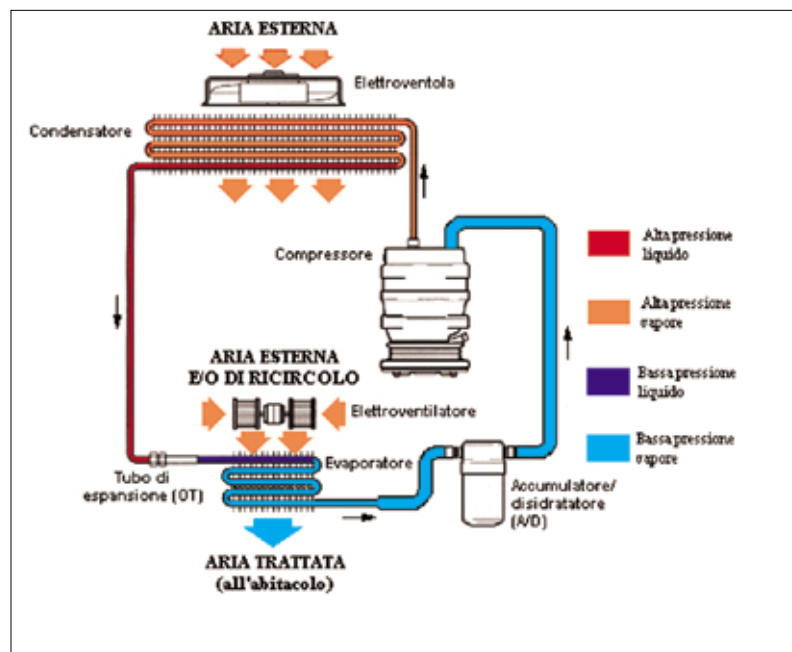 ARIA ESTERNA
Elettroventola
Condensatore
Compressore
Alta pressione
liquido
Alta pressione
vapore
ARIA ESTERNA
E/O DI RICIRCOLO
Elettroventilatore
Bassa pressione
liquido
Bassa pressione
vapore
Evaporatore
Tubo di
espansione (OT)
Accumulatore/
disidratatore
(A/D)
ARIA TRATTATA
(all'abitacolo)